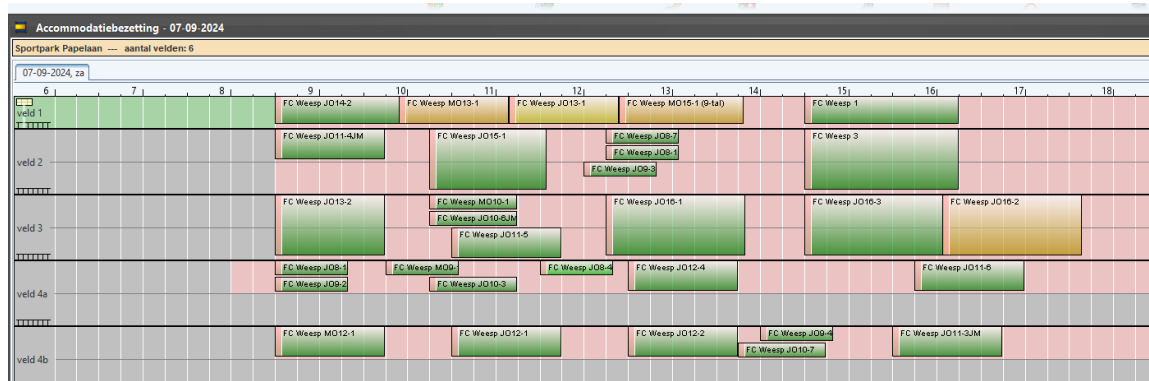 Accommodatiebezetting - 07-09-2024
Sportpark Papelaan --- aantal velden: 6
07-09-2024, za
6 7 8 9 10 11 12 13 14 15 16 17 18
veld 1
FC Weesp JO14-2 FC Weesp MO13-1 FC Weesp JO13-1 FC Weesp MO15-1 (9-tal) FC Weesp 1
FC Weesp JO11-4JM FC Weesp JO15-1 FC Weesp JO8-7 FC Weesp 3
FC Weesp JO8-1
veld 2
FC Weesp JO9-3
FC Weesp JO13-2 FC Weesp MO10-1 FC Weesp JO16-1 FC Weesp JO16-3 FC Weesp JO16-2
FC Weesp JO10-6JM
veld 3
FC Weesp JO11-5
FC Weesp JO8-1 FC Weesp MO9- FC Weesp JO8-4 FC Weesp JO12-4 FC Weesp JO11-6
FC Weesp JO9-2 FC Weesp JO10-3
veld 4a
FC Weesp MO12-1 FC Weesp JO12-1 FC Weesp JO12-2 FC Weesp JO9-4 FC Weesp JO11-3JM
FC Weesp JO10-7
veld 4b